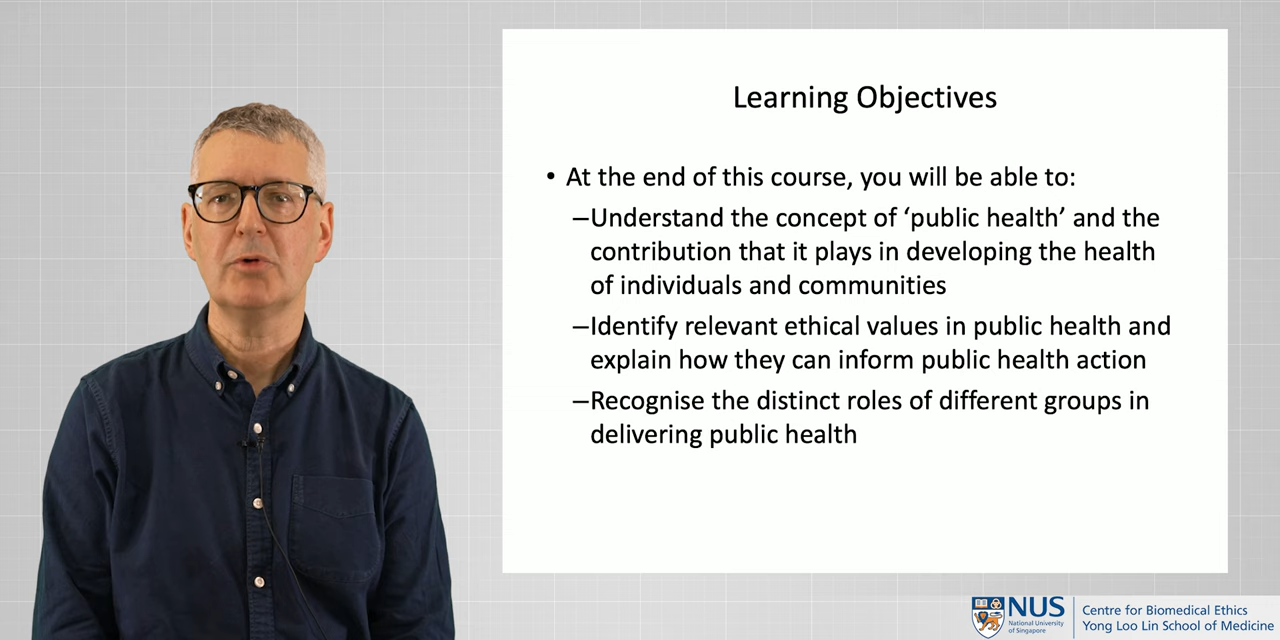 Learning Objectives
• At the end of this course, you will be able to:
–Understand the concept of ‘public health’ and the
contribution that it plays in developing the health
of individuals and communities
–Identify relevant ethical values in public health and
explain how they can inform public health action
–Recognise the distinct roles of different groups in
delivering public health
NUS
National University
of Singapore
Centre for Biomedical Ethics
Yong Loo Lin School of Medicine